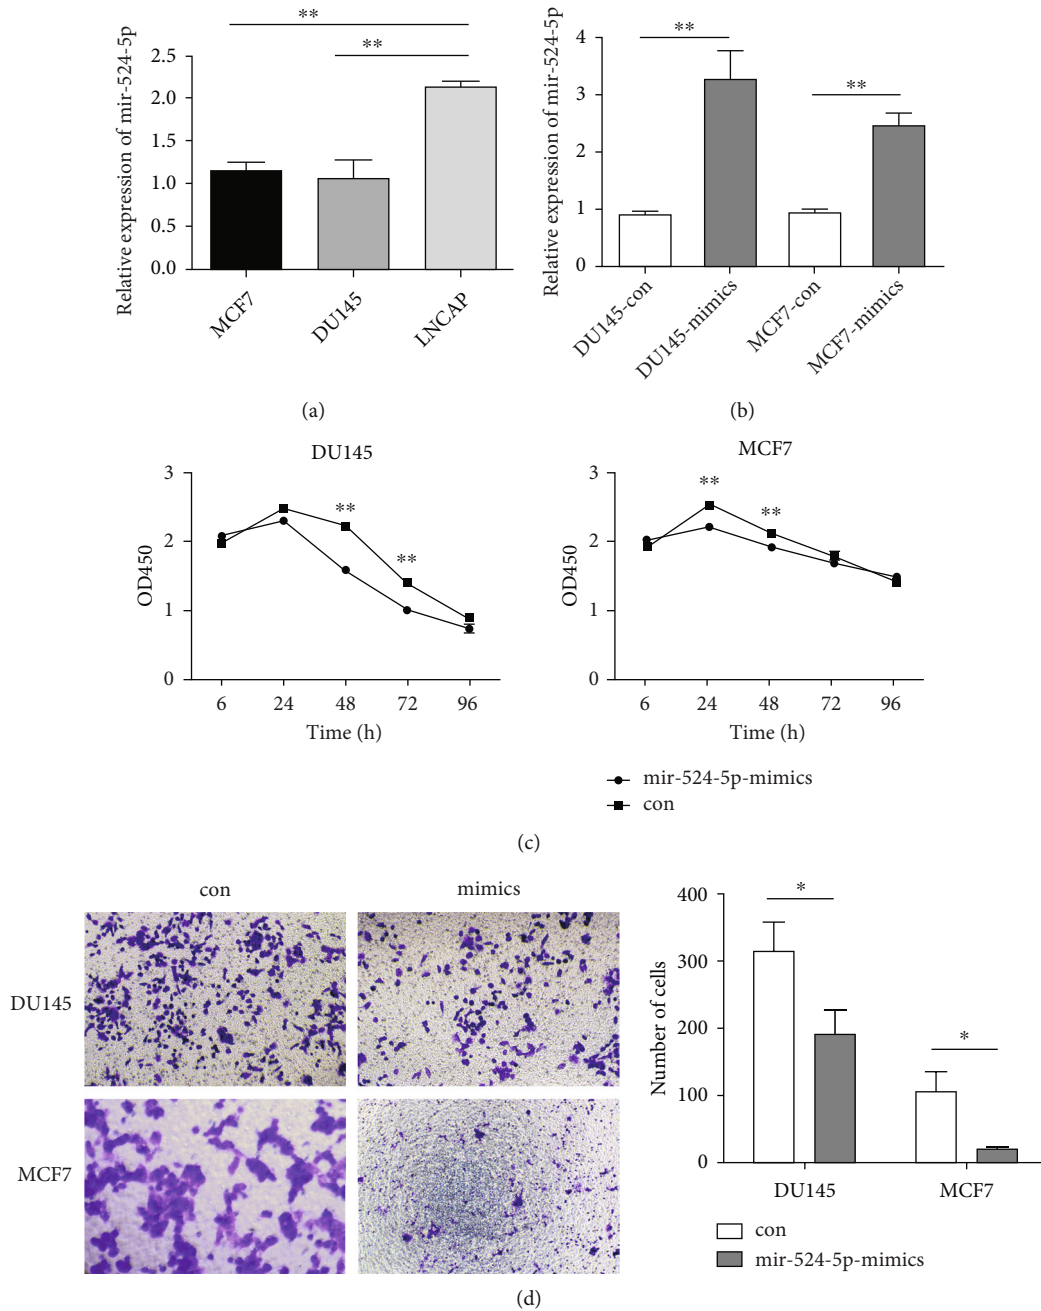 **
**
Relative expression of mir-524-5p
2.5
2.0
1.5
1.0
0.5
0.0
MCF7
DU145
LNCAP
(a)
**
**
Relative expression of mir-524-5p
4
3
2
1
0
DU145-con
DU145-mimics
MCF7-con
MCF7-mimics
(b)
DU145
OD450
3
2
1
0
**
**
6 24 48 72 96
Time (h)
MCF7
OD450
3
2
1
0
**
**
6 24 48 72 96
Time (h)
mir-524-5p-mimics
con
(c)
con mimics
DU145
MCF7
Number of cells
400
300
200
100
0
*
*
DU145 MCF7
con
mir-524-5p-mimics
(d)